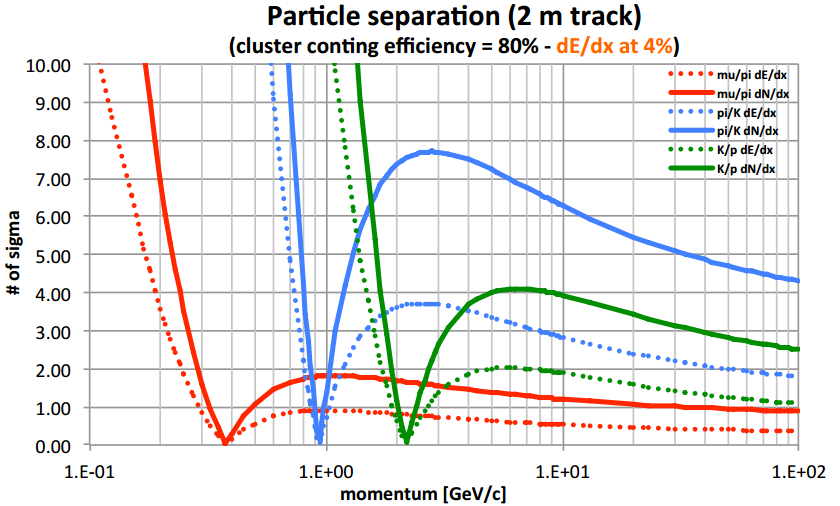 Particle separation (2 m track)
(cluster conting efficiency = 80% - dE/dx at 4%)
10.00
9.00
8.00
7.00
6.00
5.00
4.00
3.00
2.00
1.00
0.00
# of sigma
mu/pi dE/dx
mu/pi dN/dx
pi/K dE/dx
pi/K dN/dx
K/p dE/dx
K/p dN/dx
1.E-01 1.E+00 1.E+01 1.E+02
momentum [GeV/c]